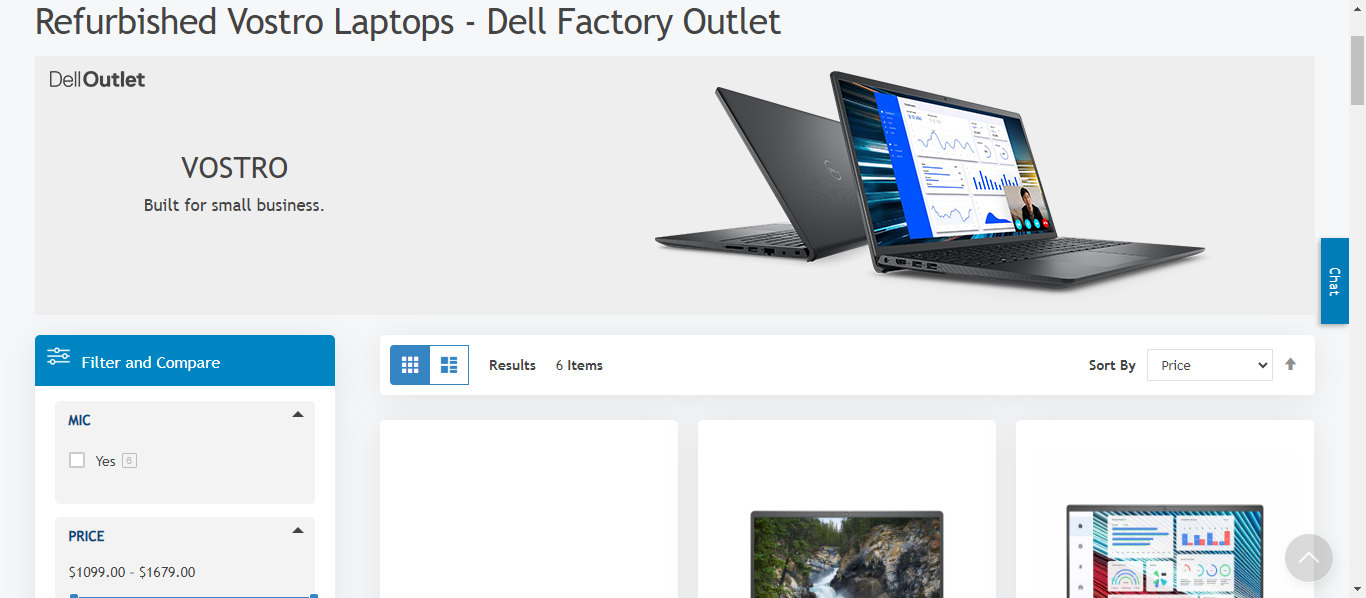 Refurbished Vostro Laptops - Dell Factory Outlet
DellOutlet
VOSTRO
Built for small business.
Chat
Filter and Compare
Results 6 Items
Sort By Price
MIC
Yes 6
PRICE
$1099.00 - $1679.00